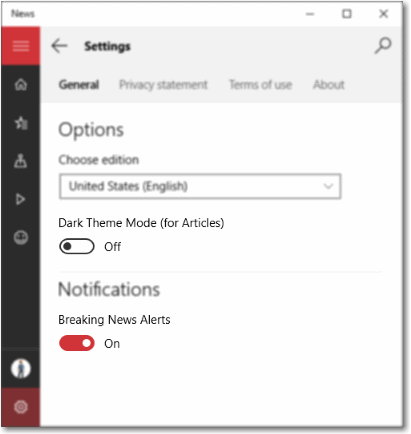 News
Settings
General Privacy statement Terms of use About
Options
Choose edition
United States (English)
Dark Theme Mode (for Articles)
Off
Notifications
Breaking News Alerts
On